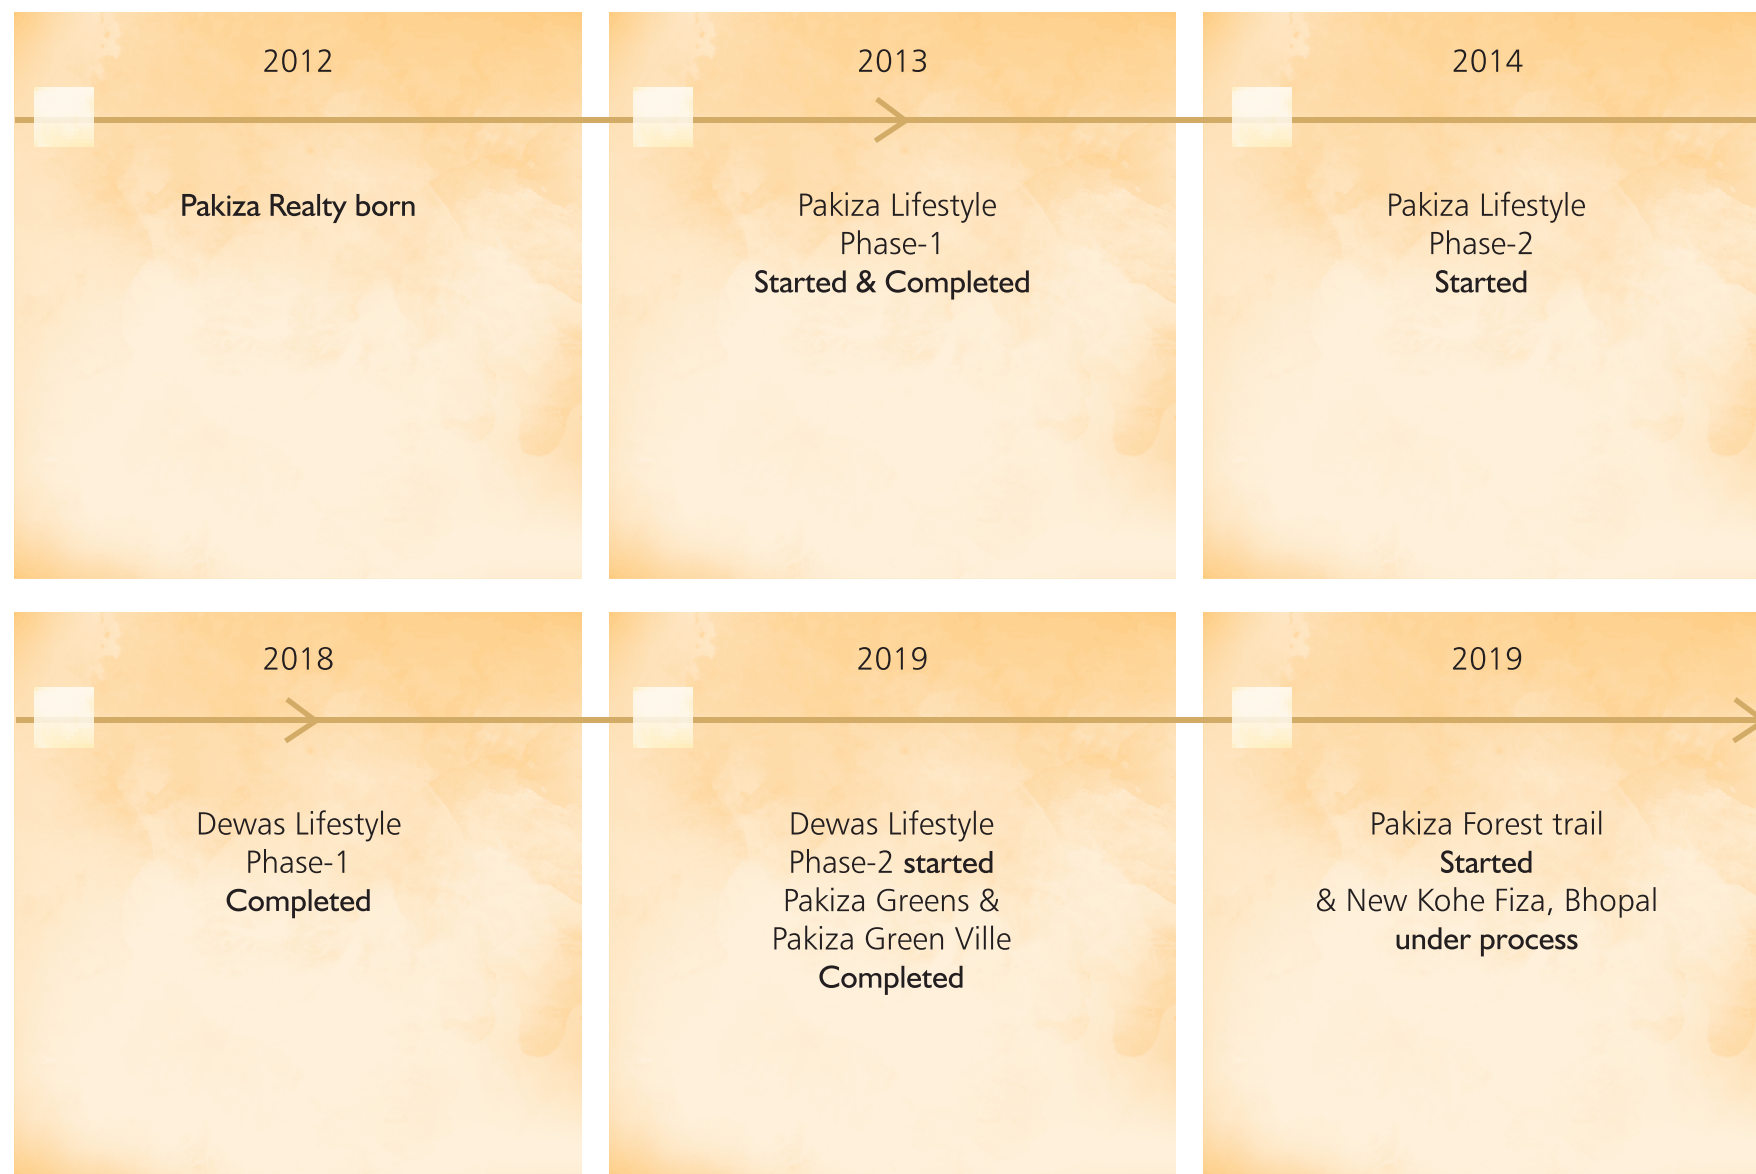 2012
Pakiza Realty born
2013
Pakiza Lifestyle
Phase-1
Started & Completed
2014
Pakiza Lifestyle
Phase-2
Started
2018
Dewas Lifestyle
Phase-1
Completed
2019
Dewas Lifestyle
Phase-2 started
Pakiza Greens &
Pakiza Green Ville
Completed
2019
Pakiza Forest trail
Started
& New Kohe Fiza, Bhopal
under process